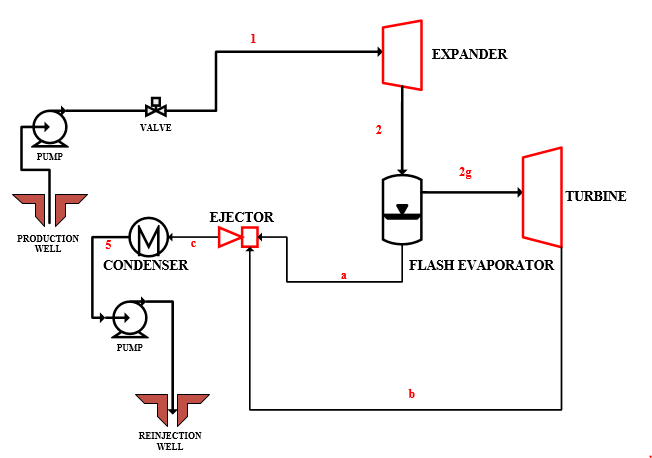 1
EXPANDER
VALVE
PUMP
2
2g
TURBINE
EJECTOR
PRODUCTION
WELL
5
c
CONDENSER
FLASH EVAPORATOR
a
PUMP
b
REINJECTION
WELL
.